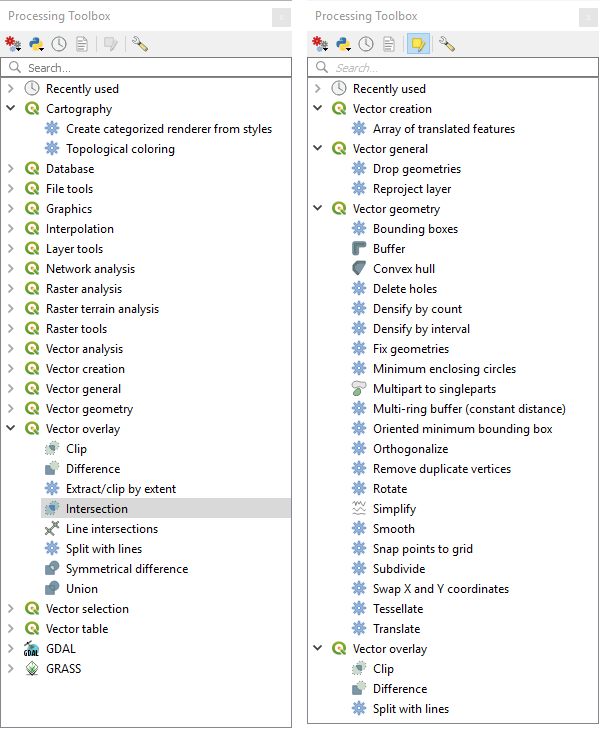 Processing Toolbox
Search...
Recently used
Cartography
Create categorized renderer from styles
Topological coloring
Database
File tools
Graphics
Interpolation
Layer tools
Network analysis
Raster analysis
Raster terrain analysis
Raster tools
Vector analysis
Vector creation
Vector general
Vector geometry
Vector overlay
Clip
Difference
Extract/clip by extent
Intersection
Line intersections
Split with lines
Symmetrical difference
Union
Vector selection
Vector table
GDAL
GRASS
Processing Toolbox
Search...
Recently used
Vector creation
Array of translated features
Vector general
Drop geometries
Reproject layer
Vector geometry
Bounding boxes
Buffer
Convex hull
Delete holes
Densify by count
Densify by interval
Fix geometries
Minimum enclosing circles
Multipart to singleparts
Multi-ring buffer (constant distance)
Oriented minimum bounding box
Orthogonalize
Remove duplicate vertices
Rotate
Simplify
Smooth
Snap points to grid
Subdivide
Swap X and Y coordinates
Tessellate
Translate
Vector overlay
Clip
Difference
Split with lines